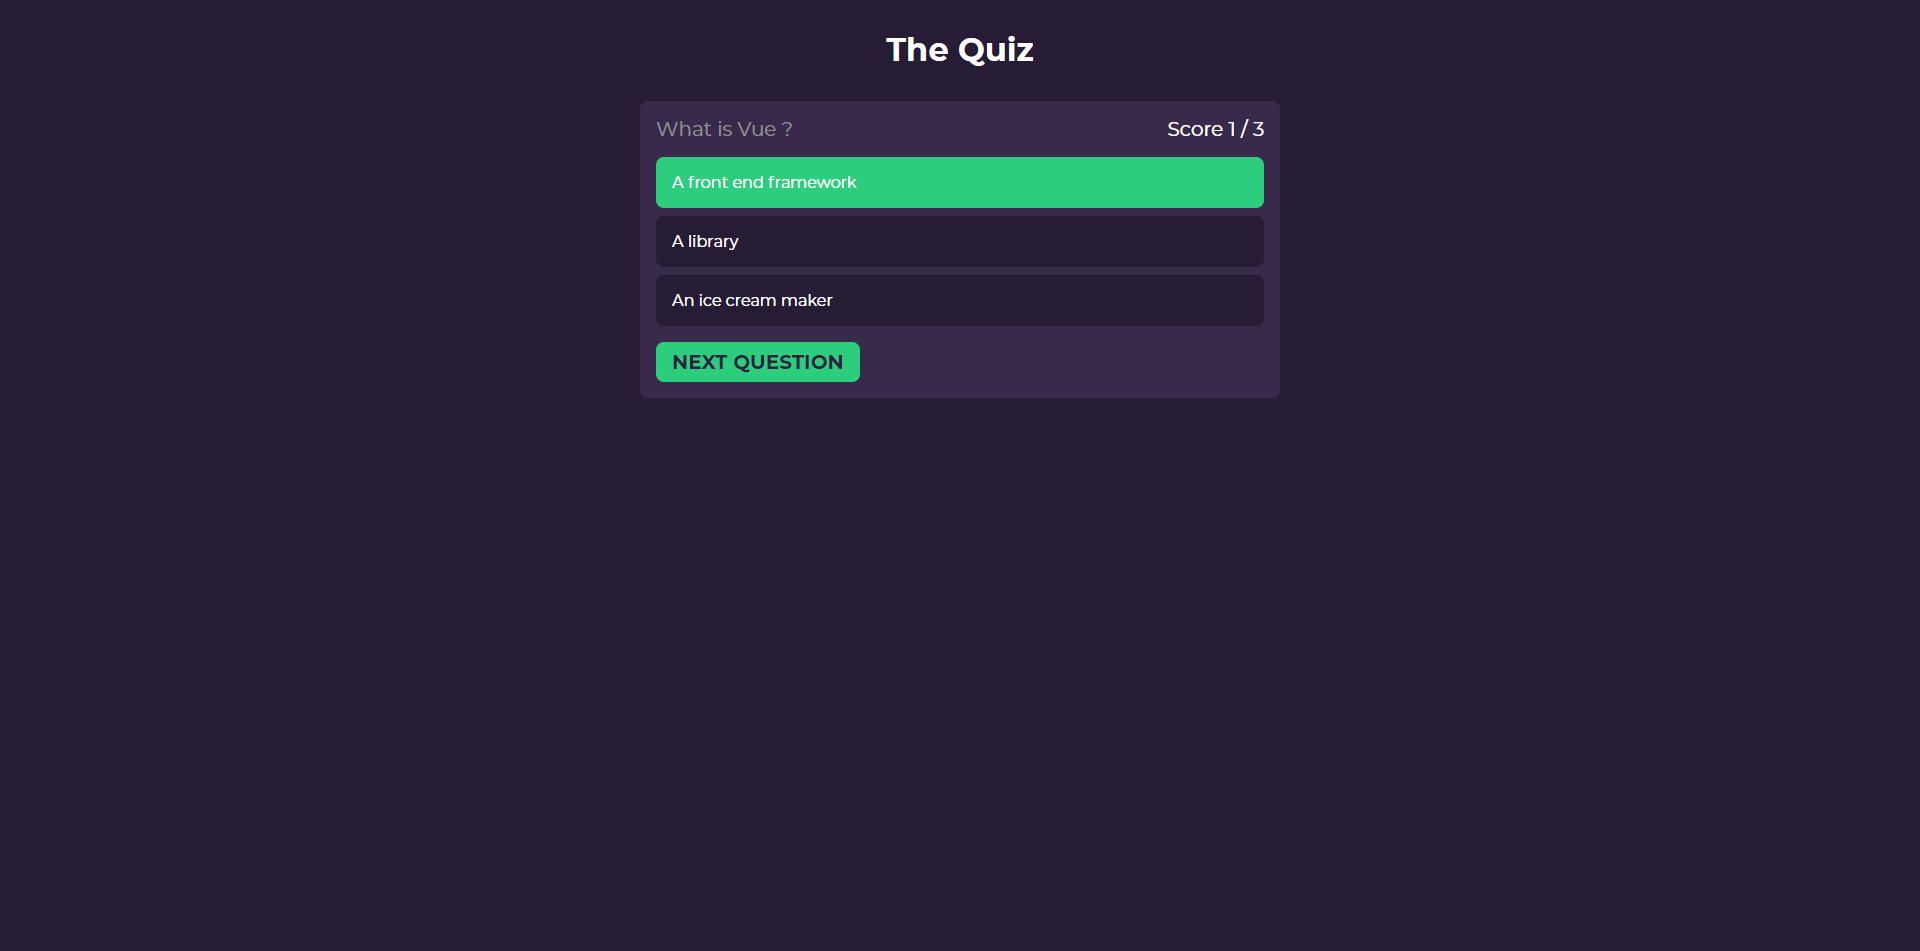 The Quiz
What is Vue ? Score 1 / 3
A front end framework
A library
An ice cream maker
NEXT QUESTION